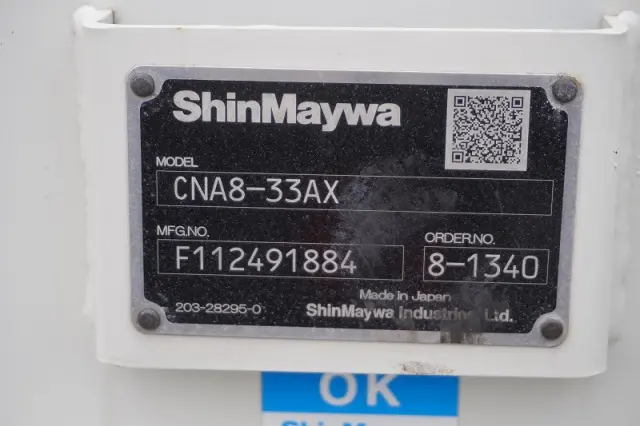 ShinMaywa
MODEL
CNA8-33AX
MFG.NO. ORDER.NO.
F112491884 8-1340
Made in Japan
203-28295-0 ShinMaywa Industries, Ltd.
OK
ShinMaywa